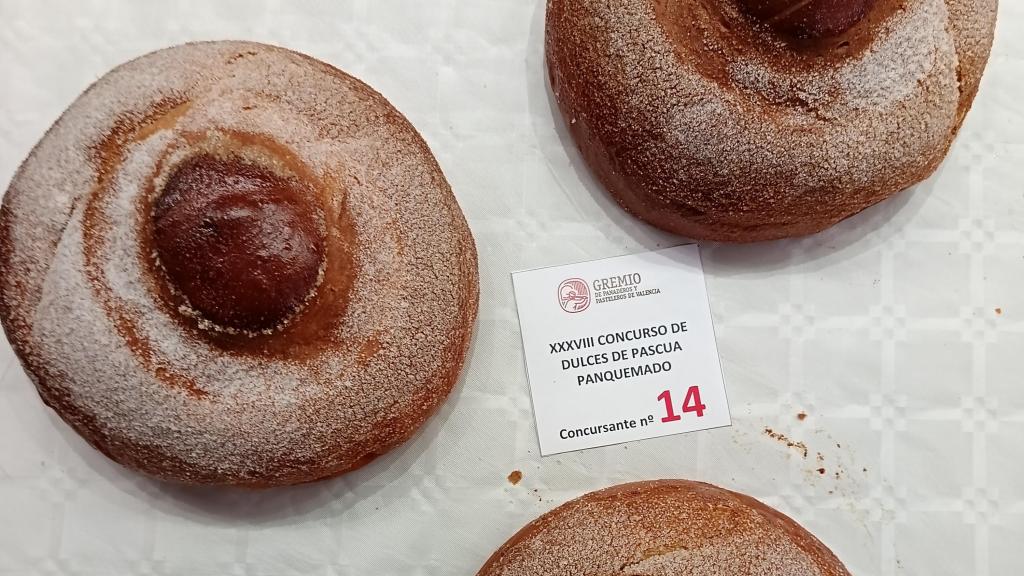 GREMIO
DE PANADEROS Y
PASTELEROS DE VALENCIA
XXXVIII CONCURSO DE
DULCES DE PASCUA
PANQUEMADO
Concursante nº 14